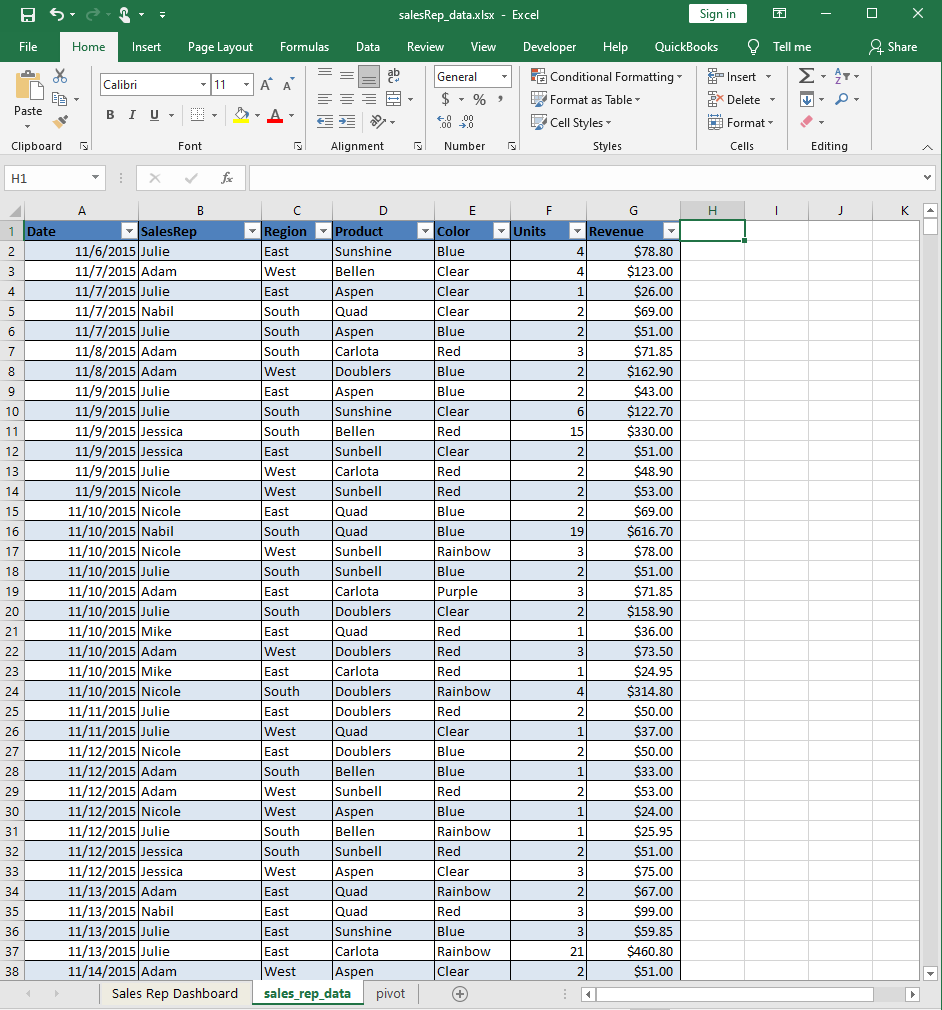 salesRep_data.xlsx - Excel
Sign in
File Home Insert Page Layout Formulas Data Review View Developer Help QuickBooks Tell me Share
Calibri 11 General Conditional Formatting Insert
Paste B I U $ % , Format as Table Delete
Cell Styles Format
Clipboard Font Alignment Number Styles Cells Editing
H1 fx
A B C D E F G H I J K
1 Date SalesRep Region Product Color Units Revenue
2 11/6/2015 Julie East Sunshine Blue 4 $78.80
3 11/7/2015 Adam West Bellen Clear 4 $123.00
4 11/7/2015 Julie East Aspen Clear 1 $26.00
5 11/7/2015 Nabil South Quad Clear 2 $69.00
6 11/7/2015 Julie South Aspen Blue 2 $51.00
7 11/8/2015 Adam South Carlota Red 3 $71.85
8 11/8/2015 Adam West Doublers Blue 2 $162.90
9 11/9/2015 Julie East Aspen Blue 2 $43.00
10 11/9/2015 Julie South Sunshine Clear 6 $122.70
11 11/9/2015 Jessica South Bellen Red 15 $330.00
12 11/9/2015 Jessica East Sunbell Clear 2 $51.00
13 11/9/2015 Julie West Carlota Red 2 $48.90
14 11/9/2015 Nicole West Sunbell Red 2 $53.00
15 11/10/2015 Nicole East Quad Blue 2 $69.00
16 11/10/2015 Nabil South Quad Blue 19 $616.70
17 11/10/2015 Nicole West Sunbell Rainbow 3 $78.00
18 11/10/2015 Julie South Sunbell Blue 2 $51.00
19 11/10/2015 Adam East Carlota Purple 3 $71.85
20 11/10/2015 Julie South Doublers Clear 2 $158.90
21 11/10/2015 Mike East Quad Red 1 $36.00
22 11/10/2015 Adam West Doublers Red 3 $73.50
23 11/10/2015 Mike East Carlota Red 1 $24.95
24 11/10/2015 Nicole South Doublers Rainbow 4 $314.80
25 11/11/2015 Julie East Doublers Red 2 $50.00
26 11/11/2015 Julie West Quad Clear 1 $37.00
27 11/12/2015 Nicole East Doublers Blue 2 $50.00
28 11/12/2015 Adam South Bellen Blue 1 $33.00
29 11/12/2015 Adam West Sunbell Red 2 $53.00
30 11/12/2015 Nicole West Aspen Blue 1 $24.00
31 11/12/2015 Julie South Bellen Rainbow 1 $25.95
32 11/12/2015 Jessica South Sunbell Red 2 $51.00
33 11/12/2015 Jessica West Aspen Clear 3 $75.00
34 11/13/2015 Adam East Quad Rainbow 2 $67.00
35 11/13/2015 Nabil South Quad Red 3 $99.00
36 11/13/2015 Julie East Sunshine Blue 3 $59.85
37 11/13/2015 Julie East Carlota Rainbow 21 $460.80
38 11/14/2015 Adam West Aspen Clear 2 $51.00
Sales Rep Dashboard sales_rep_data pivot